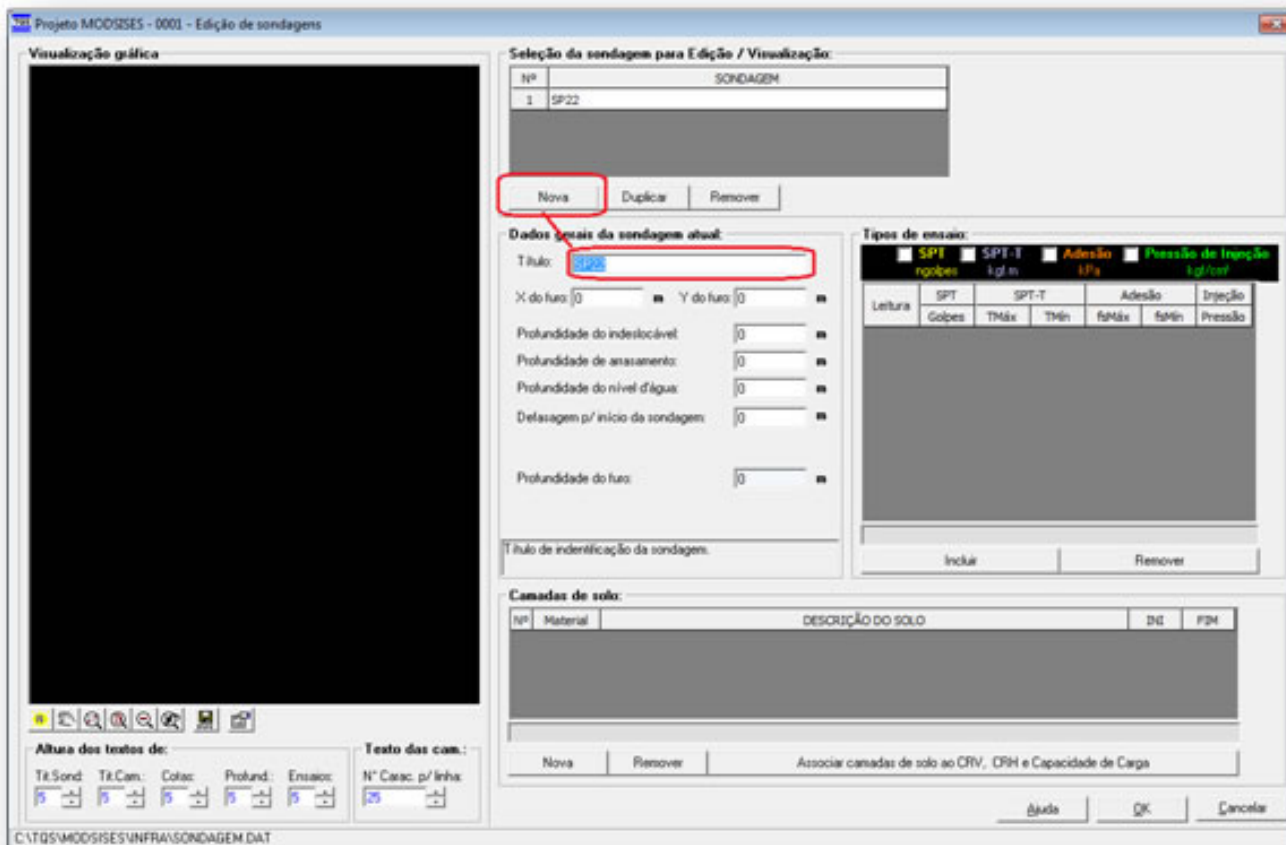 TQS Projeto MODSISES - 0001 - Edição de sondagens
Visualização gráfica
Seleção da sondagem para Edição / Visualização:
Nº SONDAGEM
1 SP22
Nova Duplicar Remover
Dados gerais da sondagem atual:
Título: SP22
X do furo: 0 m Y do furo: 0 m
Profundidade do indeslocável: 0 m
Profundidade de arrasamento: 0 m
Profundidade do nível d'água: 0 m
Defasagem p/ início da sondagem: 0 m
Profundidade do furo: 0 m
Título de indentificação da sondagem.
Tipos de ensaio:
SPT SPT-T Adesão Pressão de Injeção
ngolpes kgf.m kPa kgf/cm²
Leitura SPT SPT-T Adesão Injeção
Golpes TMáx TMín fsMáx fsMín Pressão
Incluir Remover
Camadas de solo:
Nº Material DESCRIÇÃO DO SOLO INI FIM
Nova Remover Associar camadas de solo ao CRV, CRH e Capacidade de Carga
Altura dos textos de:
Tít.Sond: Tít.Cam.: Cotas: Profund.: Ensaios:
5 5 5 5 5
Texto das cam.:
N° Carac. p/ linha:
25
Ajuda OK Cancelar
C:\TQS\MODSISES\INFRA\SONDAGEM.DAT